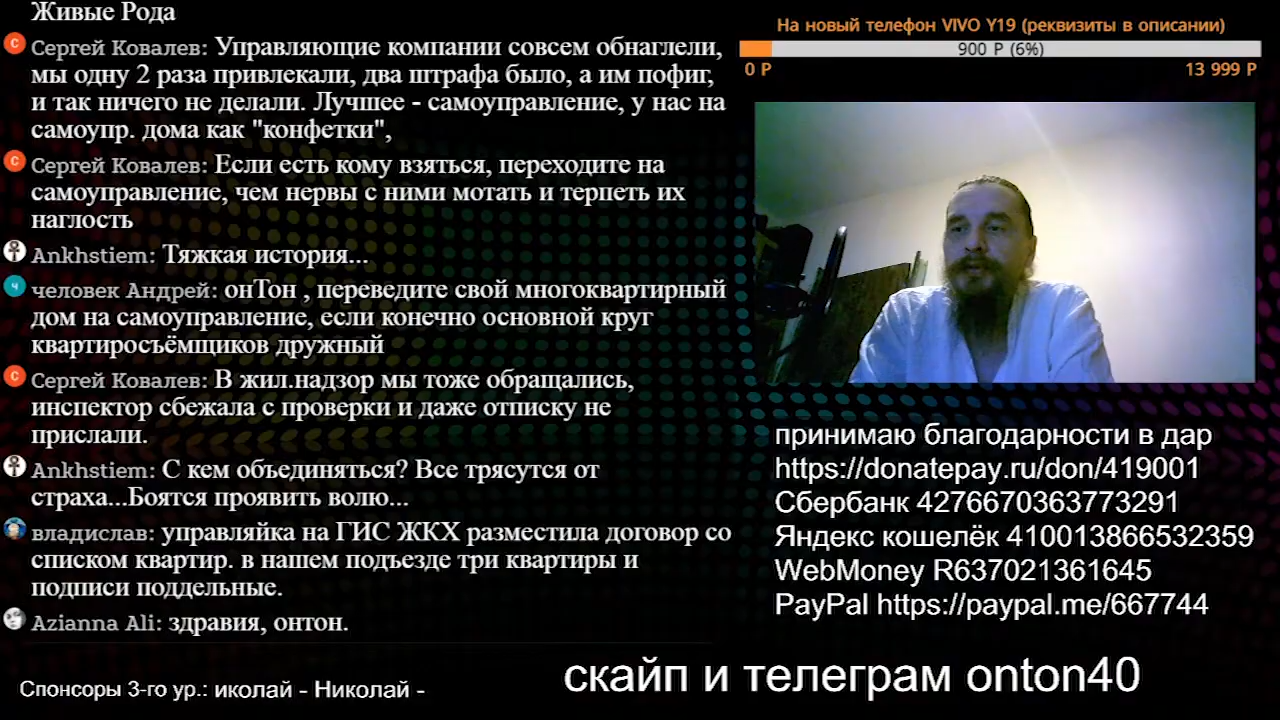 Живые Рода
Сергей Ковалев: Управляющие компании совсем обнаглели,
мы одну 2 раза привлекали, два штрафа было, а им пофиг,
и так ничего не делали. Лучшее - самоуправление, у нас на
самоупр. дома как "конфетки",
Сергей Ковалев: Если есть кому взяться, переходите на
самоуправление, чем нервы с ними мотать и терпеть их
наглость
Ankhstiem: Тяжкая история...
человек Андрей: онТон , переведите свой многоквартирный
дом на самоуправление, если конечно основной круг
квартиросъёмщиков дружный
Сергей Ковалев: В жил.надзор мы тоже обращались,
инспектор сбежала с проверки и даже отписку не
прислали.
Ankhstiem: С кем объединяться? Все трясутся от
страха...Боятся проявить волю...
владислав: управляйка на ГИС ЖКХ разместила договор со
списком квартир. в нашем подъезде три квартиры и
подписи поддельные.
Azianna Ali: здравия, онтон.
Спонсоры 3-го ур.: иколай - Николай -
На новый телефон VIVO Y19 (реквизиты в описании)
900 Р (6%)
0 Р
13 999 Р
принимаю благодарности в дар
https://donatepay.ru/don/419001
Сбербанк 4276670363773291
Яндекс кошелёк 410013866532359
WebMoney R637021361645
PayPal https://paypal.me/667744
скайп и телеграм onton40